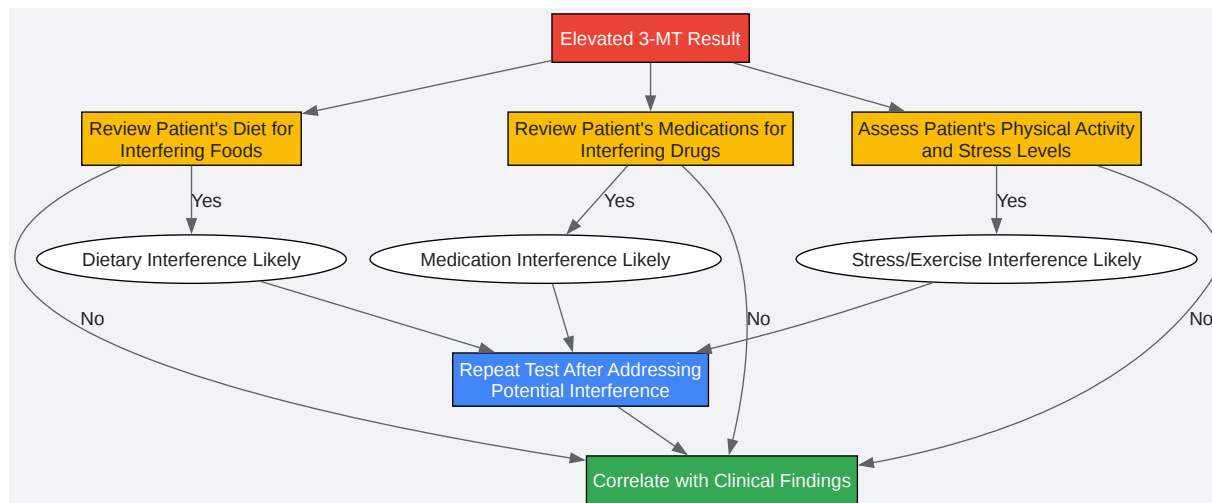 Elevated 3-MT Result
Review Patient's Diet for
Interfering Foods
Review Patient's Medications for
Interfering Drugs
Assess Patient's Physical Activity
and Stress Levels
Yes
Yes
Yes
Dietary Interference Likely
Medication Interference Likely
Stress/Exercise Interference Likely
No
No
No
Repeat Test After Addressing
Potential Interference
Correlate with Clinical Findings